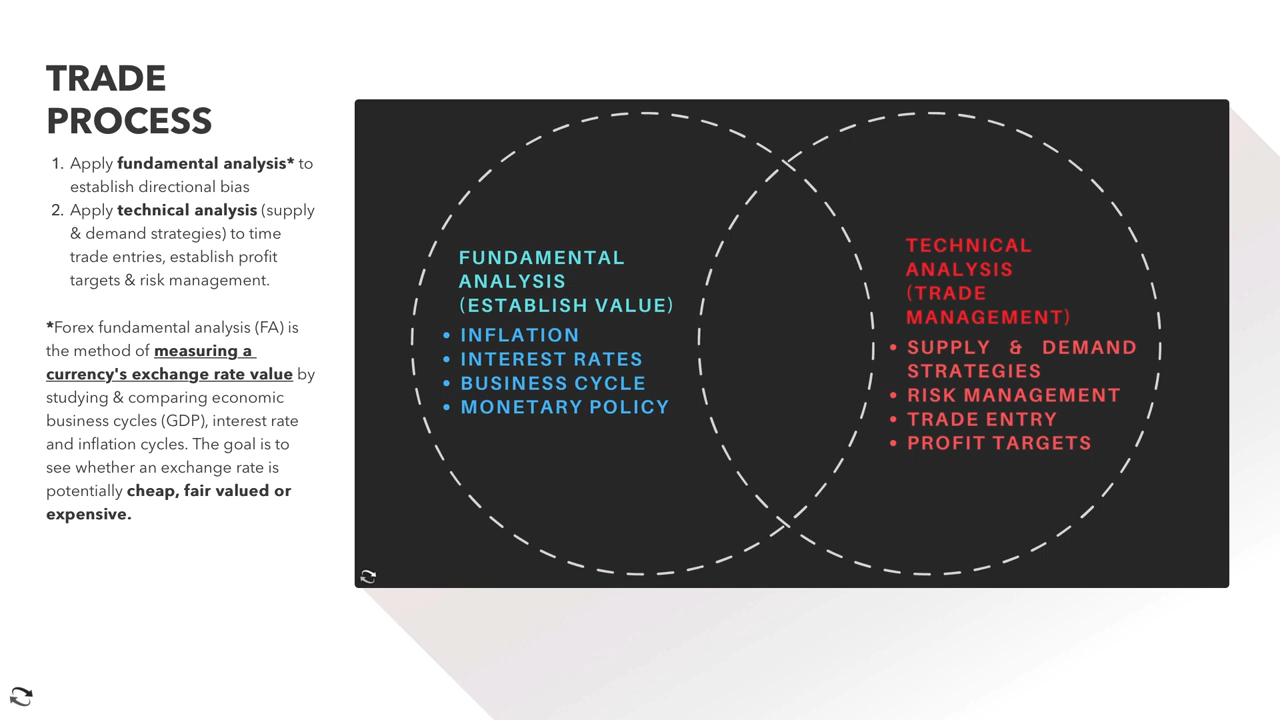 TRADE
PROCESS
1. Apply fundamental analysis* to
establish directional bias
2. Apply technical analysis (supply
& demand strategies) to time
trade entries, establish profit
targets & risk management.
*Forex fundamental analysis (FA) is
the method of measuring a
currency's exchange rate value by
studying & comparing economic
business cycles (GDP), interest rate
and inflation cycles. The goal is to
see whether an exchange rate is
potentially cheap, fair valued or
expensive.
FUNDAMENTAL
ANALYSIS
(ESTABLISH VALUE)
• INFLATION
• INTEREST RATES
• BUSINESS CYCLE
• MONETARY POLICY
TECHNICAL
ANALYSIS
(TRADE
MANAGEMENT)
• SUPPLY & DEMAND
STRATEGIES
• RISK MANAGEMENT
• TRADE ENTRY
• PROFIT TARGETS